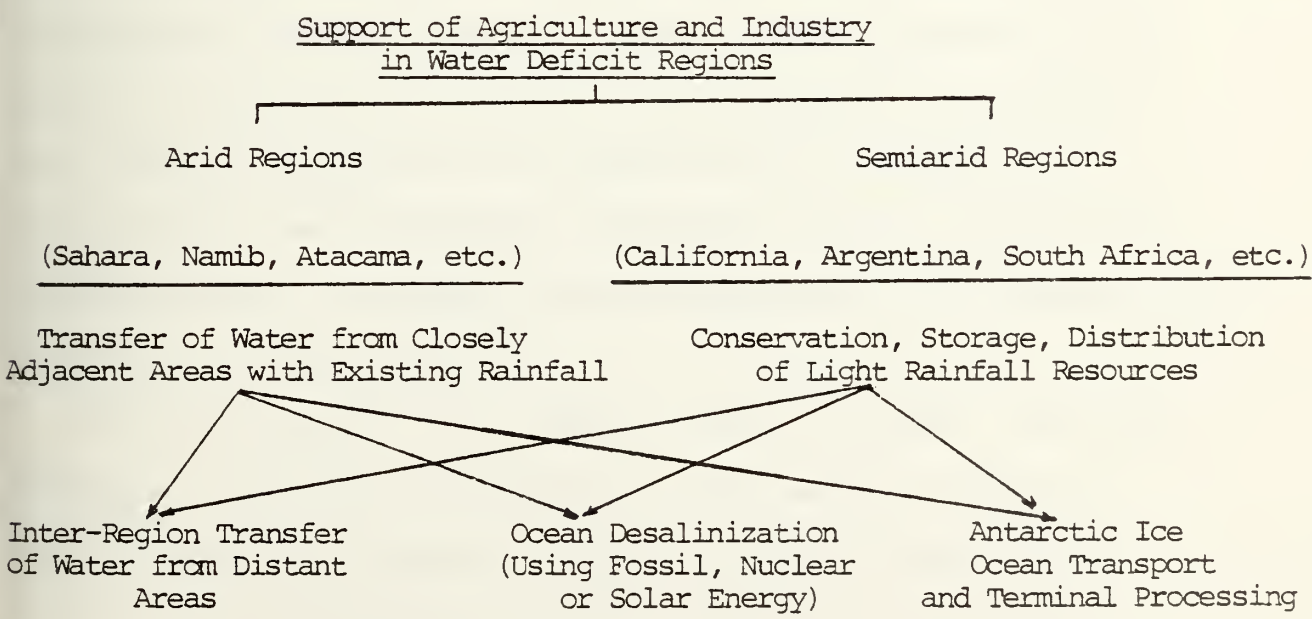 Support of Agriculture and Industry
in Water Deficit Regions
Arid Regions
Semiarid Regions
(Sahara, Namib, Atacama, etc.)
(California, Argentina, South Africa, etc.)
Transfer of Water from Closely
Adjacent Areas with Existing Rainfall
Conservation, Storage, Distribution
of Light Rainfall Resources
Inter-Region Transfer
of Water from Distant
Areas
Ocean Desalinization
(Using Fossil, Nuclear
or Solar Energy)
Antarctic Ice
Ocean Transport
and Terminal Processing